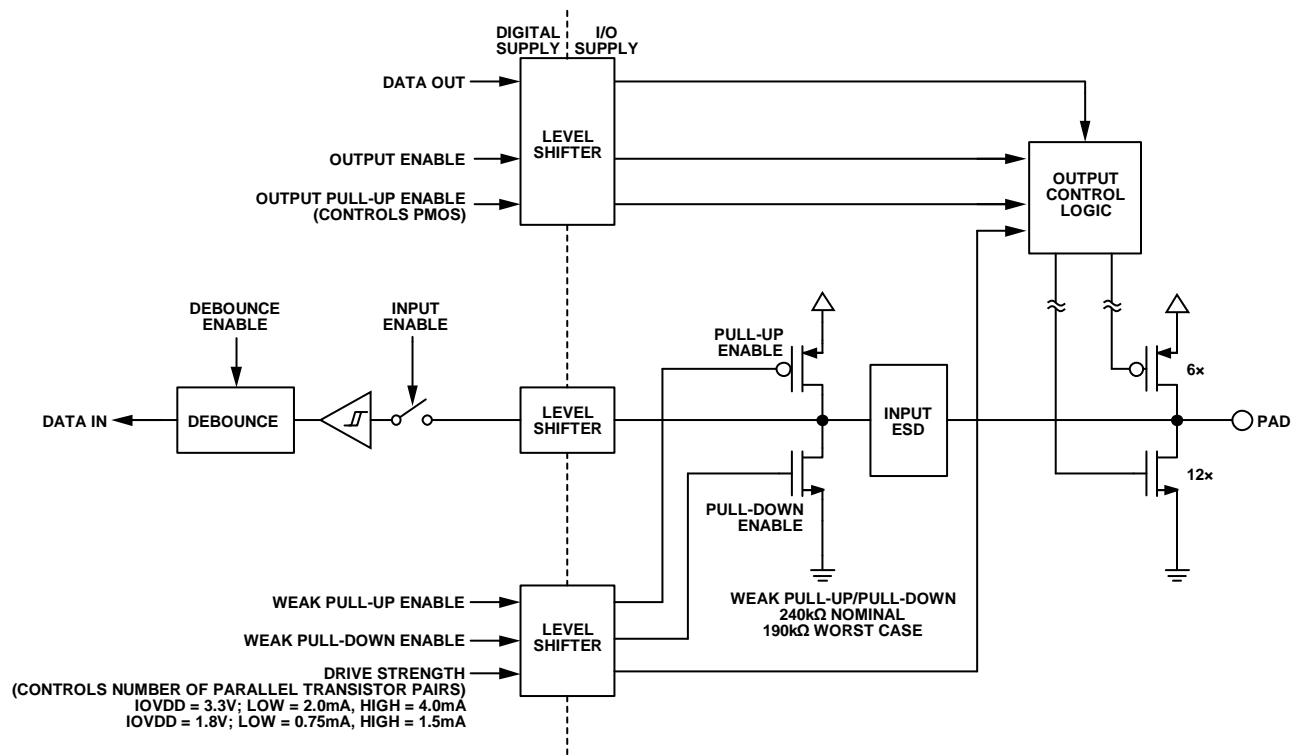 DIGITAL
SUPPLY
I/O
SUPPLY
DATA OUT
OUTPUT ENABLE
OUTPUT PULL-UP ENABLE
(CONTROLS PMOS)
LEVEL
SHIFTER
OUTPUT
CONTROL
LOGIC
DEBOUNCE
ENABLE
INPUT
ENABLE
PULL-UP
ENABLE
6×
DATA IN
DEBOUNCE
LEVEL
SHIFTER
INPUT
ESD
PAD
PULL-DOWN
ENABLE
12×
WEAK PULL-UP/PULL-DOWN
240kΩ NOMINAL
190kΩ WORST CASE
WEAK PULL-UP ENABLE
WEAK PULL-DOWN ENABLE
LEVEL
SHIFTER
DRIVE STRENGTH
(CONTROLS NUMBER OF PARALLEL TRANSISTOR PAIRS)
IOVDD = 3.3V; LOW = 2.0mA, HIGH = 4.0mA
IOVDD = 1.8V; LOW = 0.75mA, HIGH = 1.5mA